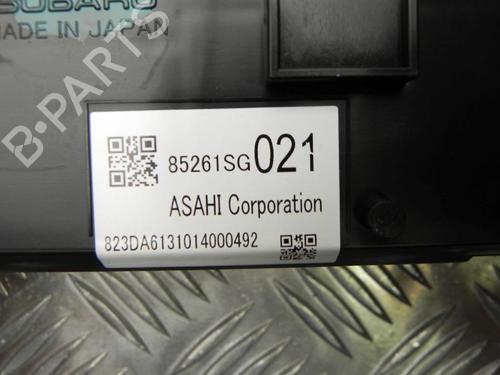 SUBARU
MADE IN JAPAN
B-PARTS
85261SG021
ASAHI Corporation
823DA6131014000492